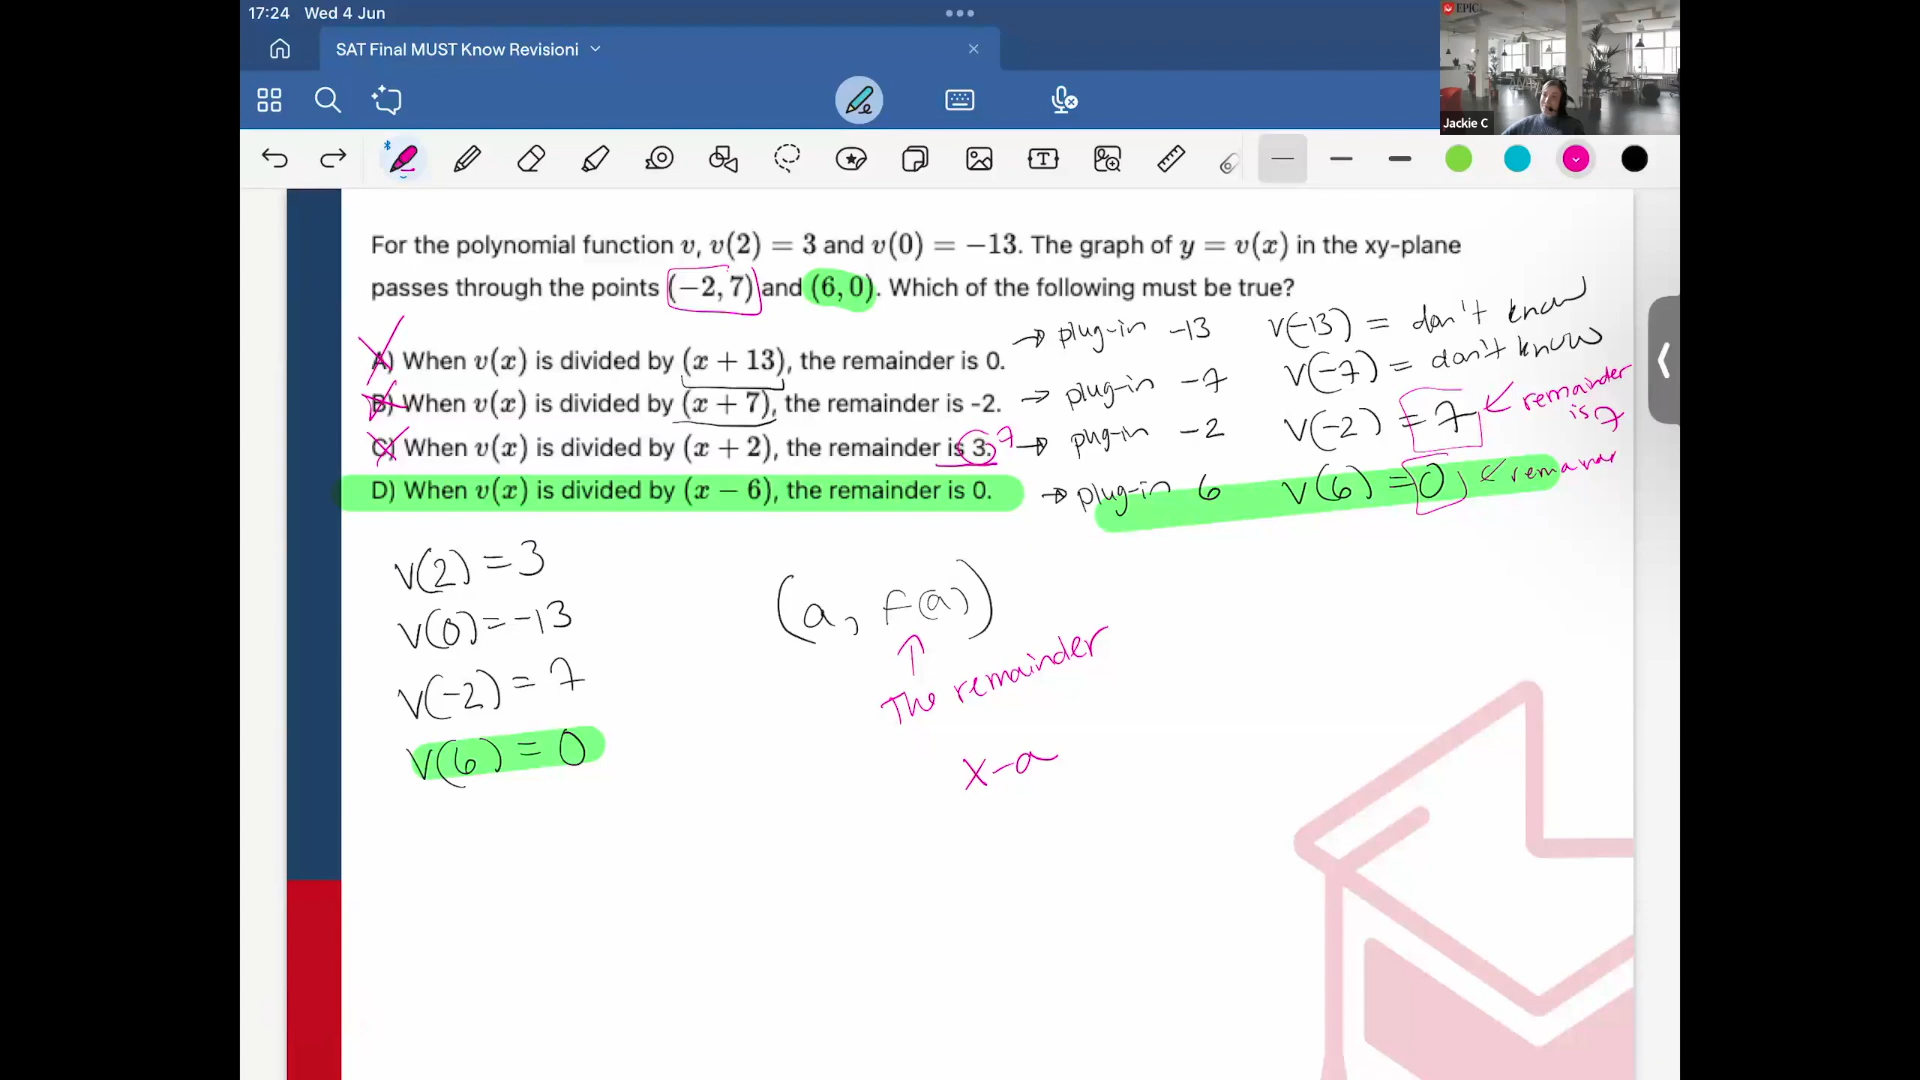 17:24 Wed 4 Jun
EPIC
SAT Final MUST Know Revisioni
Jackie C
For the polynomial function v, v(2) = 3 and v(0) = −13. The graph of y = v(x) in the xy-plane
passes through the points (−2, 7) and (6, 0). Which of the following must be true?
A) When v(x) is divided by (x + 13), the remainder is 0.
→ plug-in -13 v(-13) = don't know
B) When v(x) is divided by (x + 7), the remainder is -2.
→ plug-in -7 v(-7) = don't know
C) When v(x) is divided by (x + 2), the remainder is 3. 7
→ plug-in -2 v(-2) = 7 ← remainder is 7
D) When v(x) is divided by (x − 6), the remainder is 0.
→ plug-in 6 v(6) = 0 ←
v(2) = 3
v(0) = -13
v(-2) = 7
v(6) = 0
(a, f(a))
↑
The remainder
x-a